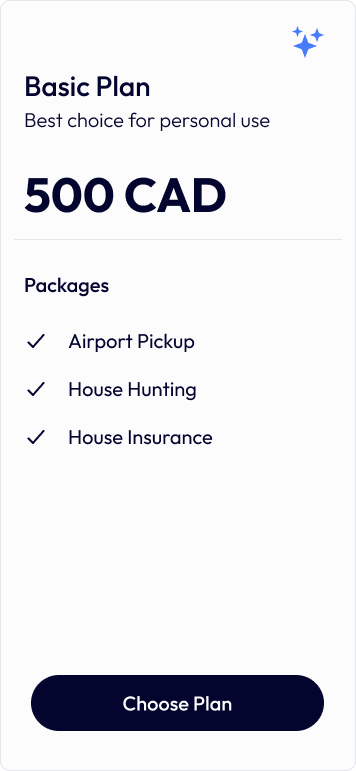 Basic Plan
Best choice for personal use
500 CAD
Packages
Airport Pickup
House Hunting
House Insurance
Choose Plan